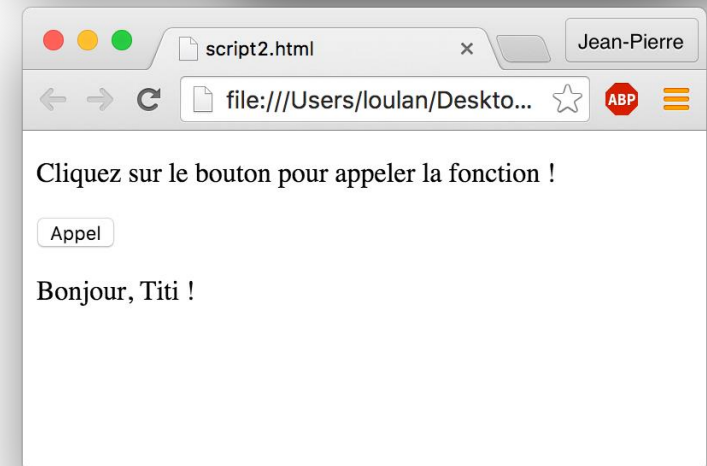 script2.html
Jean-Pierre
file:///Users/loulan/Deskto...
ABP
Cliquez sur le bouton pour appeler la fonction !
Appel
Bonjour, Titi !